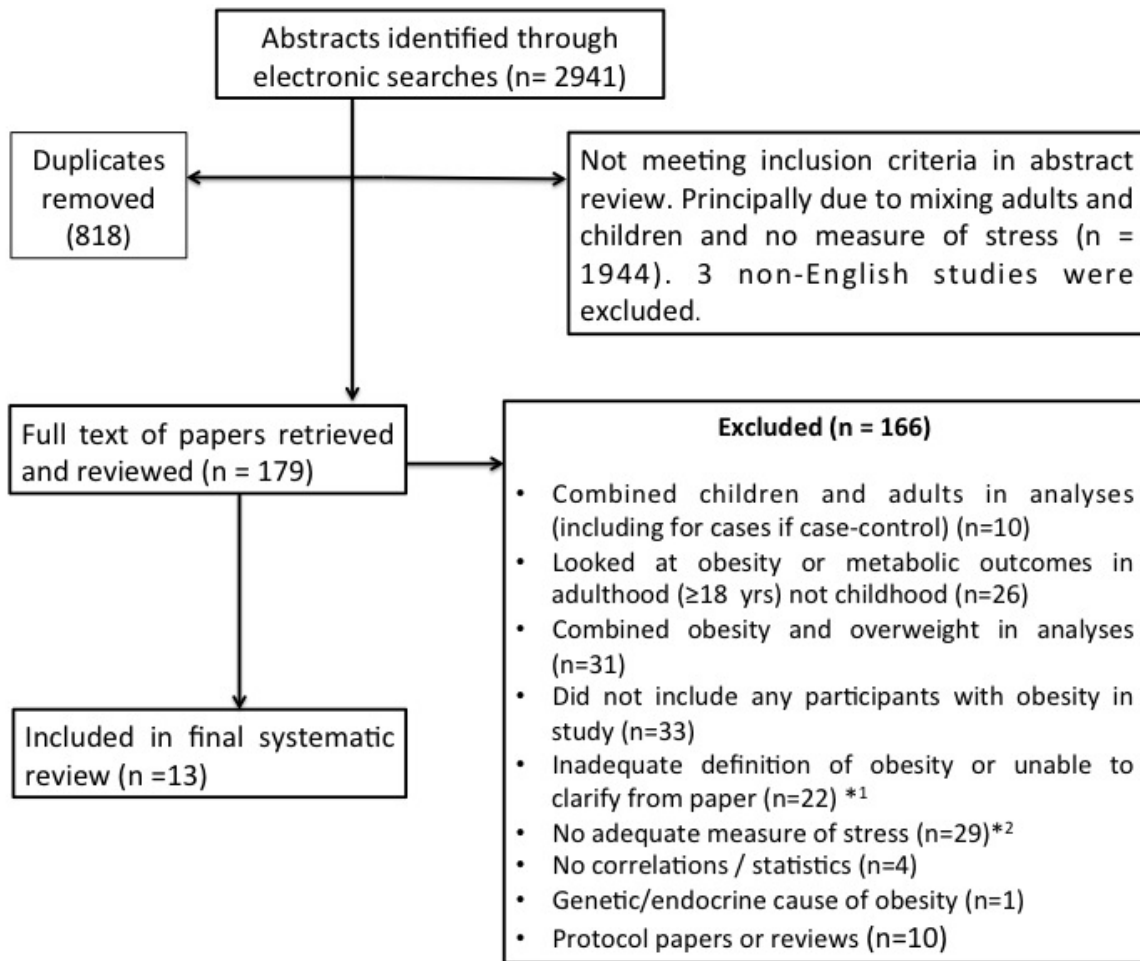 Abstracts identified through
electronic searches (n= 2941)
Duplicates
removed
(818)
Not meeting inclusion criteria in abstract
review. Principally due to mixing adults and
children and no measure of stress (n =
1944). 3 non-English studies were
excluded.
Full text of papers retrieved
and reviewed (n = 179)
Excluded (n = 166)
• Combined children and adults in analyses
(including for cases if case-control) (n=10)
• Looked at obesity or metabolic outcomes in
adulthood (≥18 yrs) not childhood (n=26)
• Combined obesity and overweight in analyses
(n=31)
• Did not include any participants with obesity in
study (n=33)
• Inadequate definition of obesity or unable to
clarify from paper (n=22) *1
• No adequate measure of stress (n=29)*2
• No correlations / statistics (n=4)
• Genetic/endocrine cause of obesity (n=1)
• Protocol papers or reviews (n=10)
Included in final systematic
review (n =13)